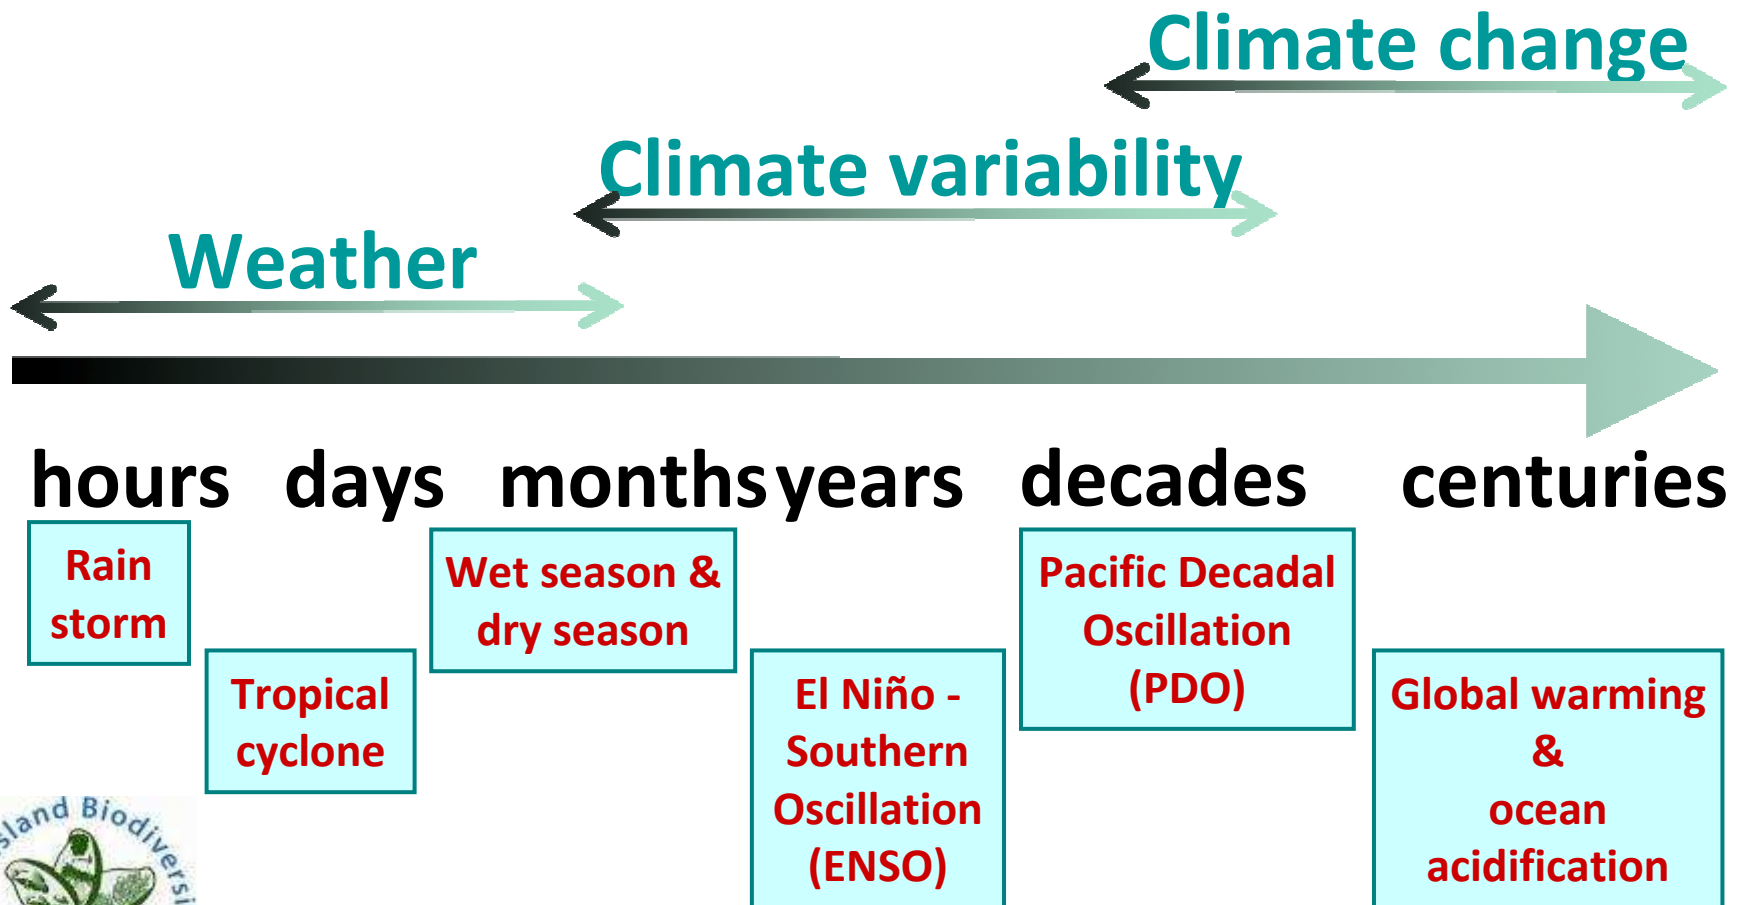 Climate change
Climate variability
Weather
hours days months years decades centuries
Rain
storm
Tropical
cyclone
Wet season &
dry season
El Niño -
Southern
Oscillation
(ENSO)
Pacific Decadal
Oscillation
(PDO)
Global warming
&
ocean
acidification